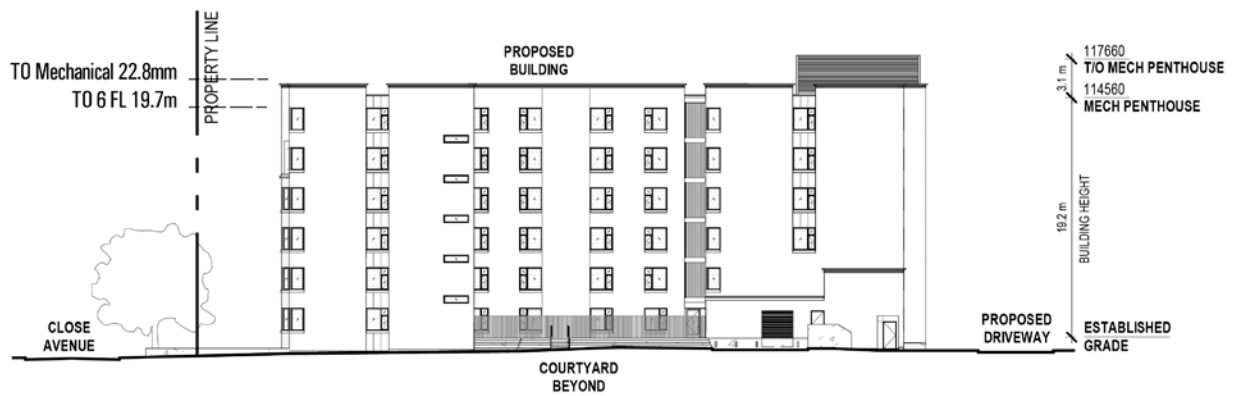 PROPERTY LINE
TO Mechanical 22.8mm
TO 6 FL 19.7m
PROPOSED
BUILDING
117660
T/O MECH PENTHOUSE
3.1 m
114560
MECH PENTHOUSE
19.2 m
BUILDING HEIGHT
CLOSE
AVENUE
PROPOSED
DRIVEWAY
ESTABLISHED
GRADE
COURTYARD
BEYOND